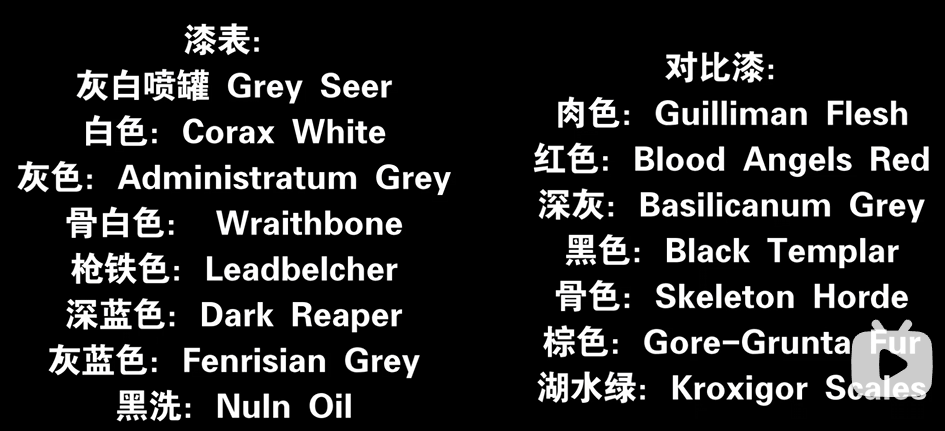 漆表:
灰白喷罐 Grey Seer
白色: Corax White
灰色: Administratum Grey
骨白色: Wraithbone
枪铁色: Leadbelcher
深蓝色: Dark Reaper
灰蓝色: Fenrisian Grey
黑洗: Nuln Oil
对比漆:
肉色: Guilliman Flesh
红色: Blood Angels Red
深灰: Basilicanum Grey
黑色: Black Templar
骨色: Skeleton Horde
棕色: Gore-Grunta Fur
湖水绿: Kroxigor Scales